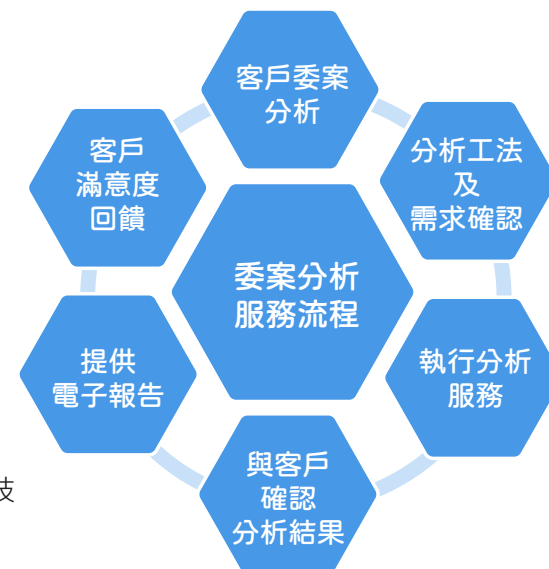 客戶委案
分析
分析工法
及
需求確認
執行分析
服務
與客戶
確認
分析結果
提供
電子報告
客戶
滿意度
回饋
委案分析
服務流程
技